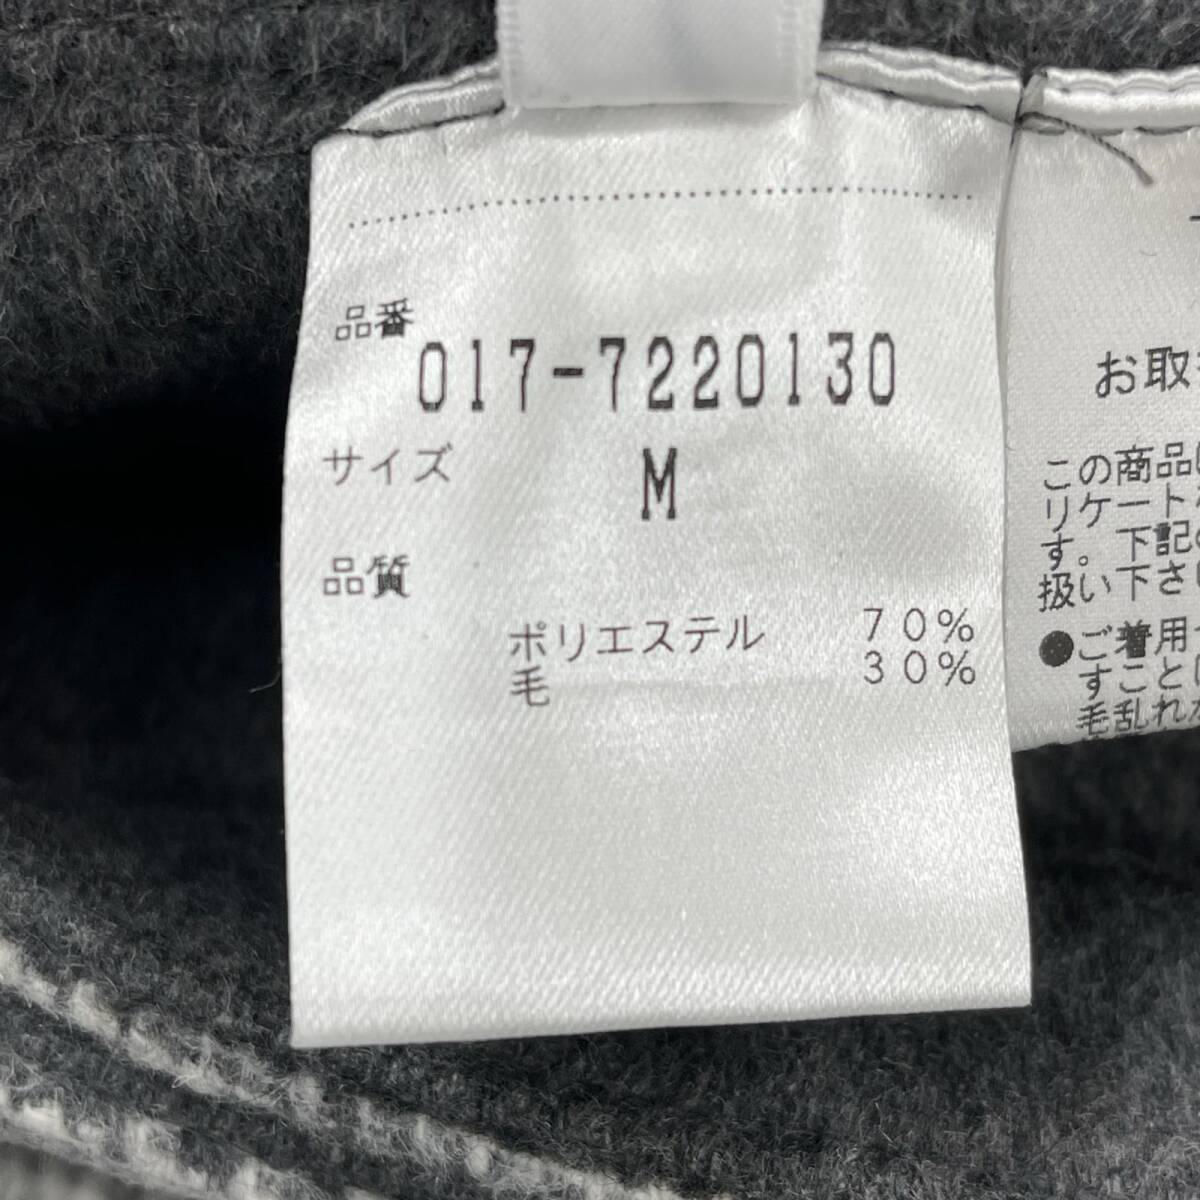 品番
017-7220130
サイズ M
品質
ポリエステル 70%
毛 30%
お取
この商品
リケート
す。下記の
扱い下さ
●ご着用
すこと
毛乱れ